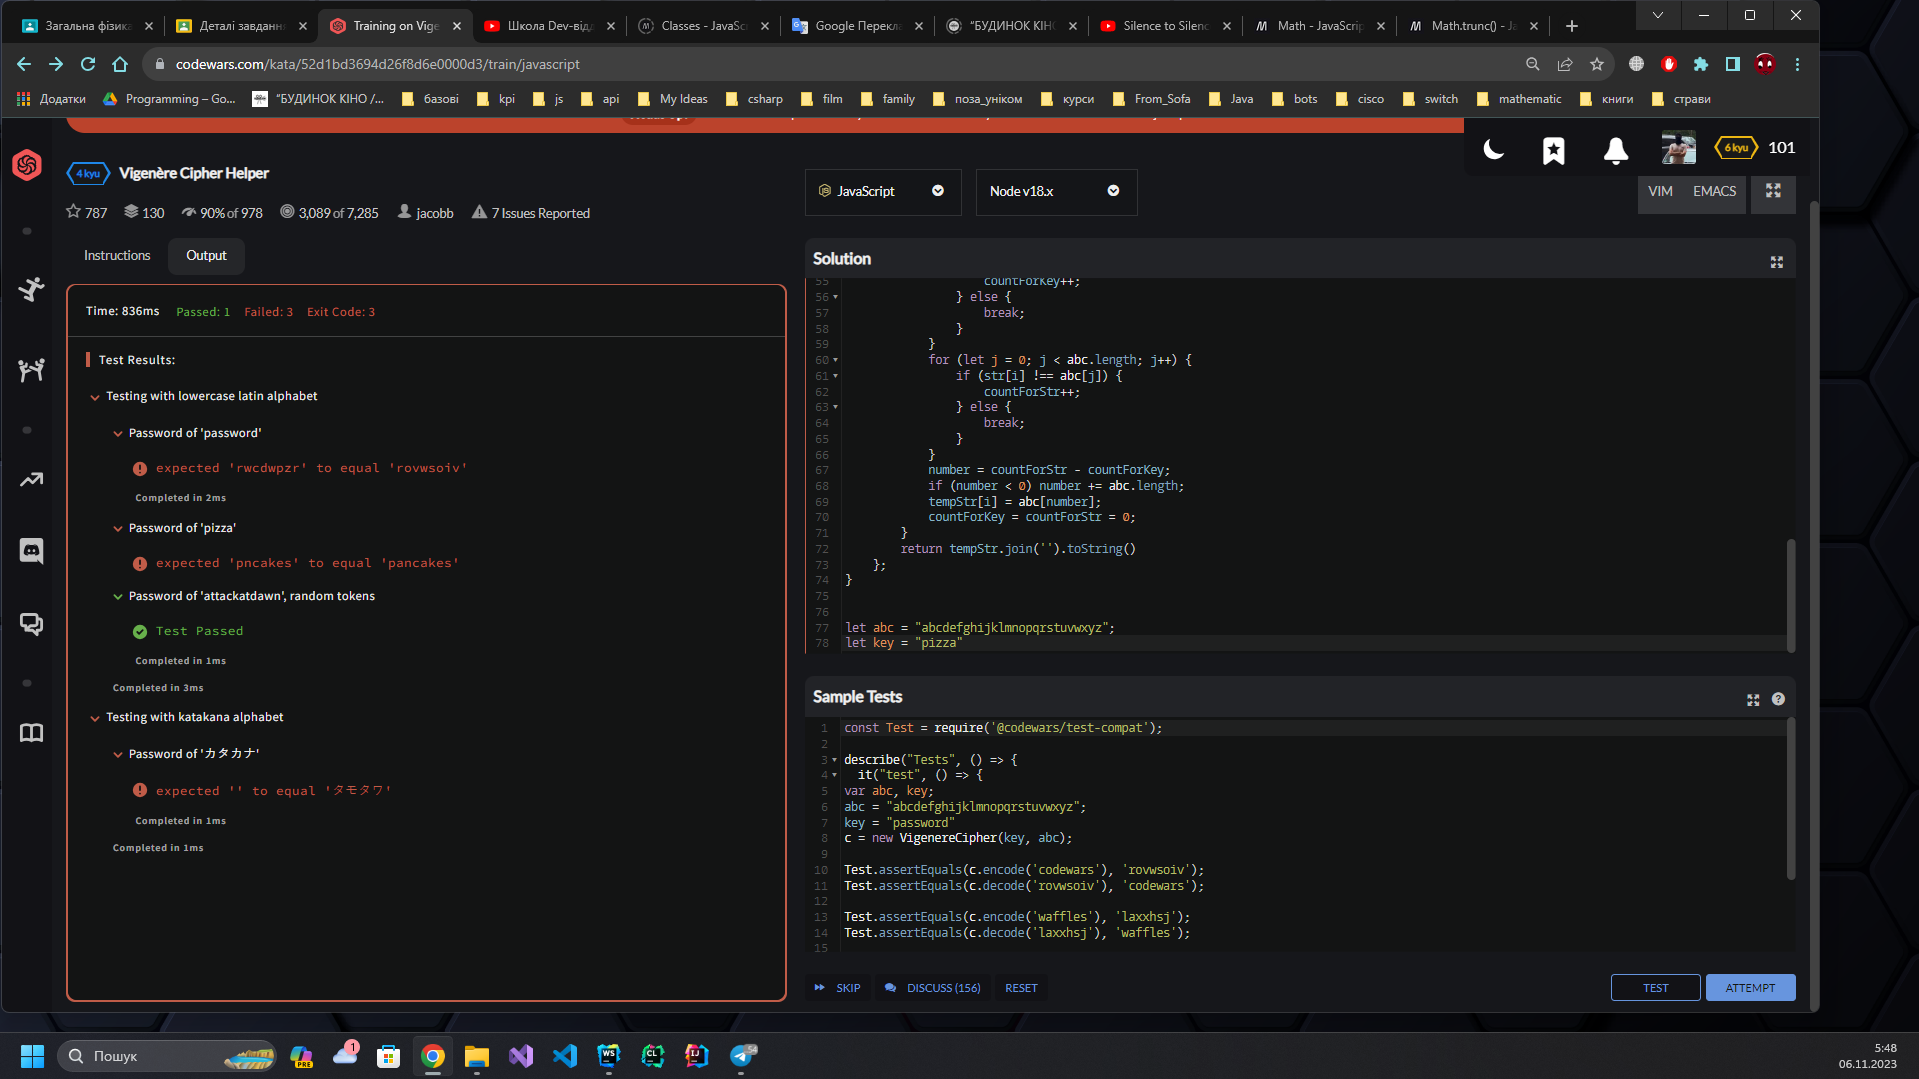 Загальна фізика
Деталі завдання
Training on Vige
Школа Dev-від
Classes - JavaSc
Google Перекла
“БУДИНОК КІНО
Silence to Silenc
Math - JavaScrip
Math.trunc() - Ja
codewars.com/kata/52d1bd3694d26f8d6e0000d3/train/javascript
Додатки
Programming – Go...
“БУДИНОК КІНО /...
базові
kpi
js
api
My Ideas
csharp
film
family
поза_уніком
курси
From_Sofa
Java
bots
cisco
switch
mathematic
книги
страви
4 kyu
Vigenère Cipher Helper
6 kyu
101
787
130
90% of 978
3,089 of 7,285
jacobb
7 Issues Reported
JavaScript
Node v18.x
VIM
EMACS
Instructions
Output
Time: 836ms
Passed: 1
Failed: 3
Exit Code: 3
Test Results:
Testing with lowercase latin alphabet
Password of 'password'
expected 'rwcdwpzr' to equal 'rovwsoiv'
Completed in 2ms
Password of 'pizza'
expected 'pncakes' to equal 'pancakes'
Password of 'attackatdawn', random tokens
Test Passed
Completed in 1ms
Completed in 3ms
Testing with katakana alphabet
Password of 'カタカナ'
expected '' to equal 'タモタワ'
Completed in 1ms
Completed in 1ms
Solution
55 countForKey++;
56 } else {
57 break;
58 }
59 }
60 for (let j = 0; j < abc.length; j++) {
61 if (str[i] !== abc[j]) {
62 countForStr++;
63 } else {
64 break;
65 }
66 }
67 number = countForStr - countForKey;
68 if (number < 0) number += abc.length;
69 tempStr[i] = abc[number];
70 countForKey = countForStr = 0;
71 }
72 return tempStr.join('').toString()
73 };
74 }
75
76
77 let abc = "abcdefghijklmnopqrstuvwxyz";
78 let key = "pizza"
Sample Tests
1 const Test = require('@codewars/test-compat');
2
3 describe("Tests", () => {
4 it("test", () => {
5 var abc, key;
6 abc = "abcdefghijklmnopqrstuvwxyz";
7 key = "password"
8 c = new VigenereCipher(key, abc);
9
10 Test.assertEquals(c.encode('codewars'), 'rovwsoiv');
11 Test.assertEquals(c.decode('rovwsoiv'), 'codewars');
12
13 Test.assertEquals(c.encode('waffles'), 'laxxhsj');
14 Test.assertEquals(c.decode('laxxhsj'), 'waffles');
15
SKIP
DISCUSS (156)
RESET
TEST
ATTEMPT
Пошук
PRE
1
WS
CL
IJ
54
5:48
06.11.2023